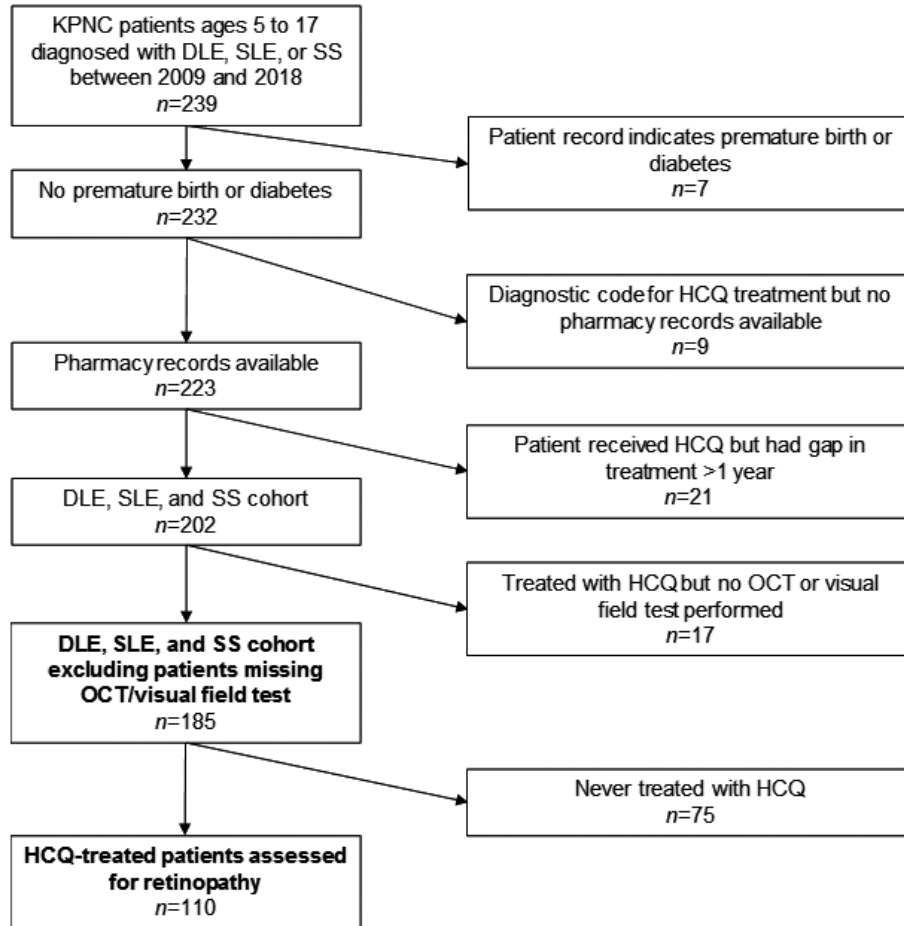 KPNC patients ages 5 to 17
diagnosed with DLE, SLE, or SS
between 2009 and 2018
n=239
Patient record indicates premature birth or
diabetes
n=7
No premature birth or diabetes
n=232
Diagnostic code for HCQ treatment but no
pharmacy records available
n=9
Pharmacy records available
n=223
Patient received HCQ but had gap in
treatment >1 year
n=21
DLE, SLE, and SS cohort
n=202
Treated with HCQ but no OCT or visual
field test performed
n=17
DLE, SLE, and SS cohort
excluding patients missing
OCT/visual field test
n=185
Never treated with HCQ
n=75
HCQ-treated patients assessed
for retinopathy
n=110